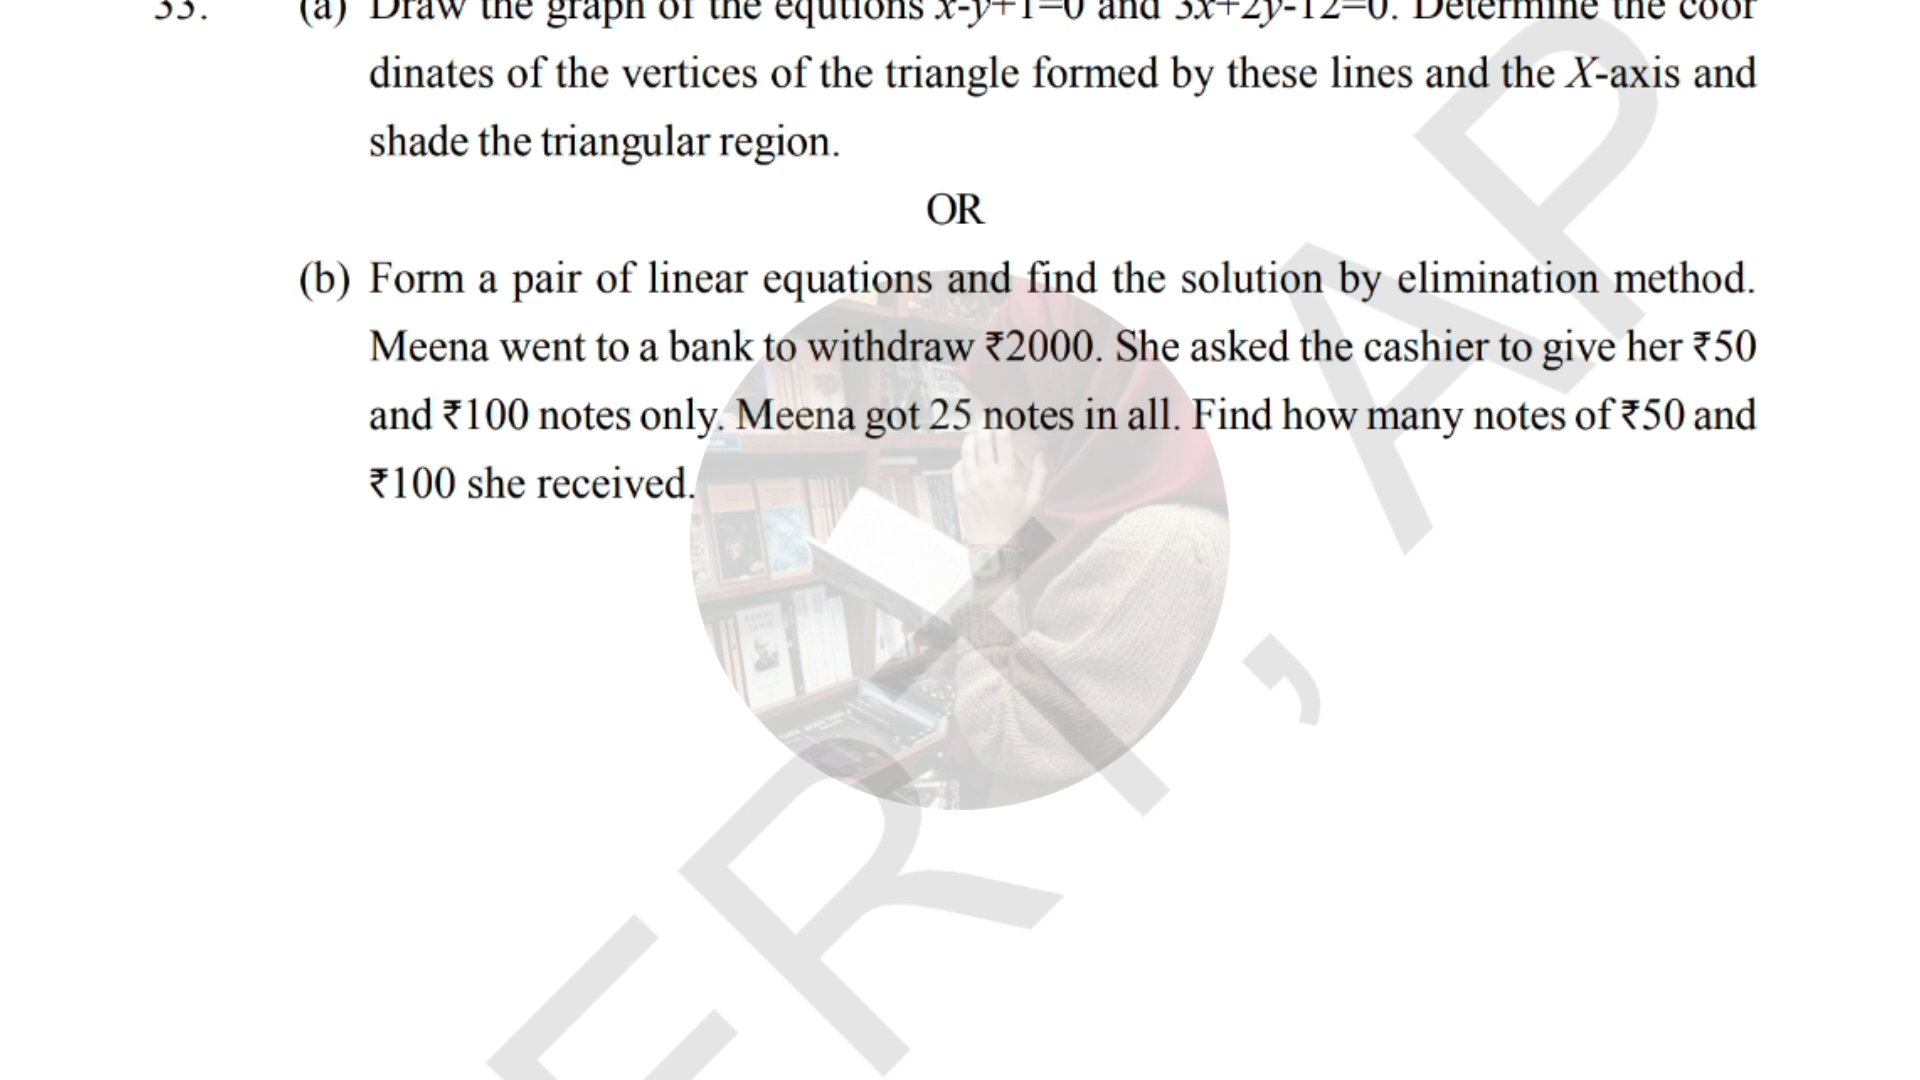 33. (a) Draw the graph of the equtions x-y+1=0 and 3x+2y-12=0. Determine the coor
dinates of the vertices of the triangle formed by these lines and the X-axis and
shade the triangular region.
OR
(b) Form a pair of linear equations and find the solution by elimination method.
Meena went to a bank to withdraw ₹2000. She asked the cashier to give her ₹50
and ₹100 notes only. Meena got 25 notes in all. Find how many notes of ₹50 and
₹100 she received.
ERT, AP